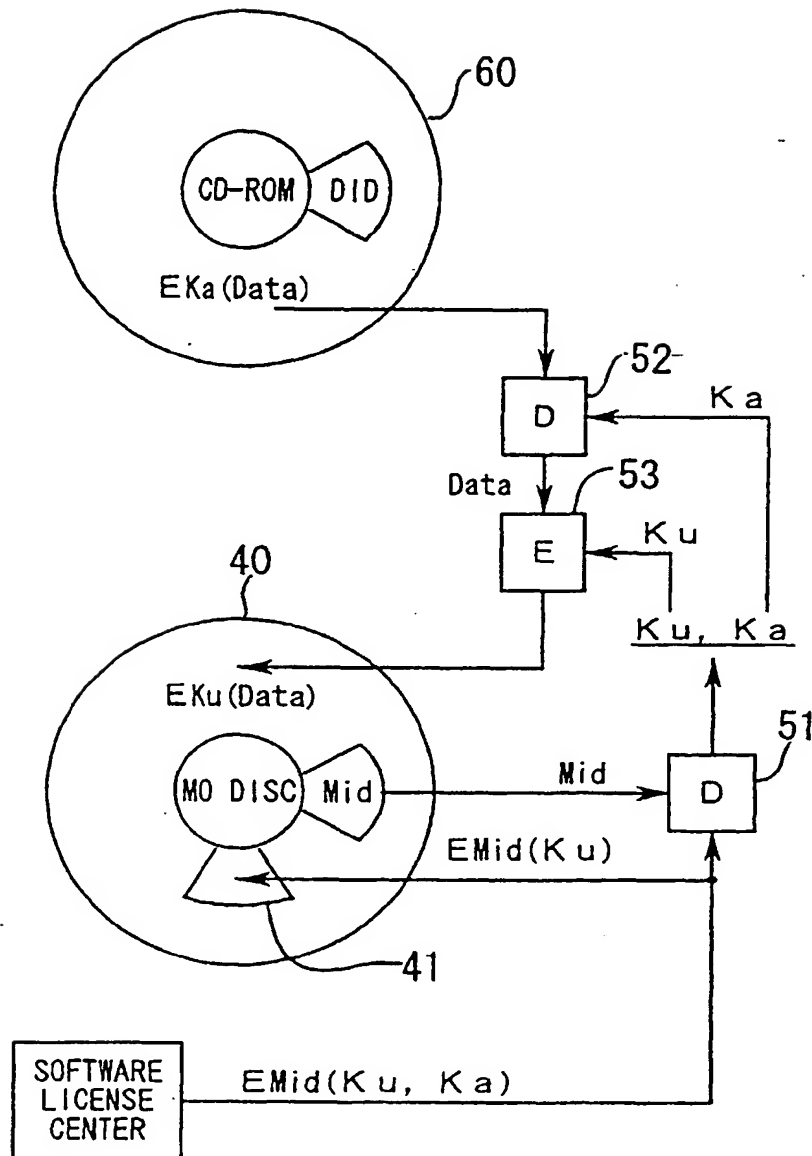 60
CD-ROM DID
EKa(Data)
52
D
Ka
Data
53
E
Ku
40
Ku, Ka
EKu(Data)
51
MO DISC Mid
Mid
D
EMid(Ku)
41
SOFTWARE
LICENSE
CENTER
EMid(Ku, Ka)